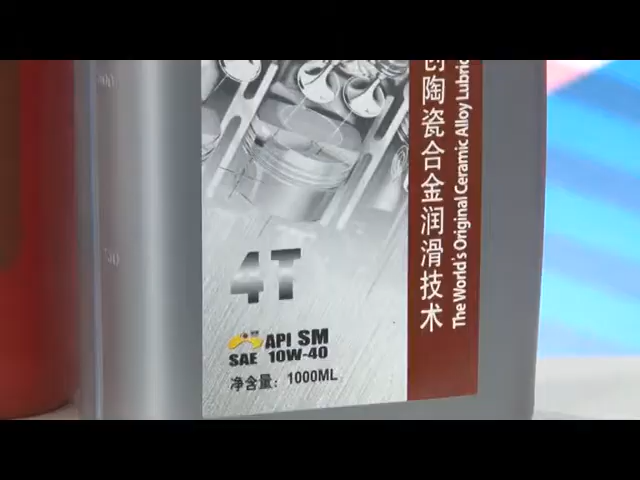 陶瓷合金润滑技术
The World's Original Ceramic Alloy Lubric
4T
API SM
SAE 10W-40
净含量: 1000ML